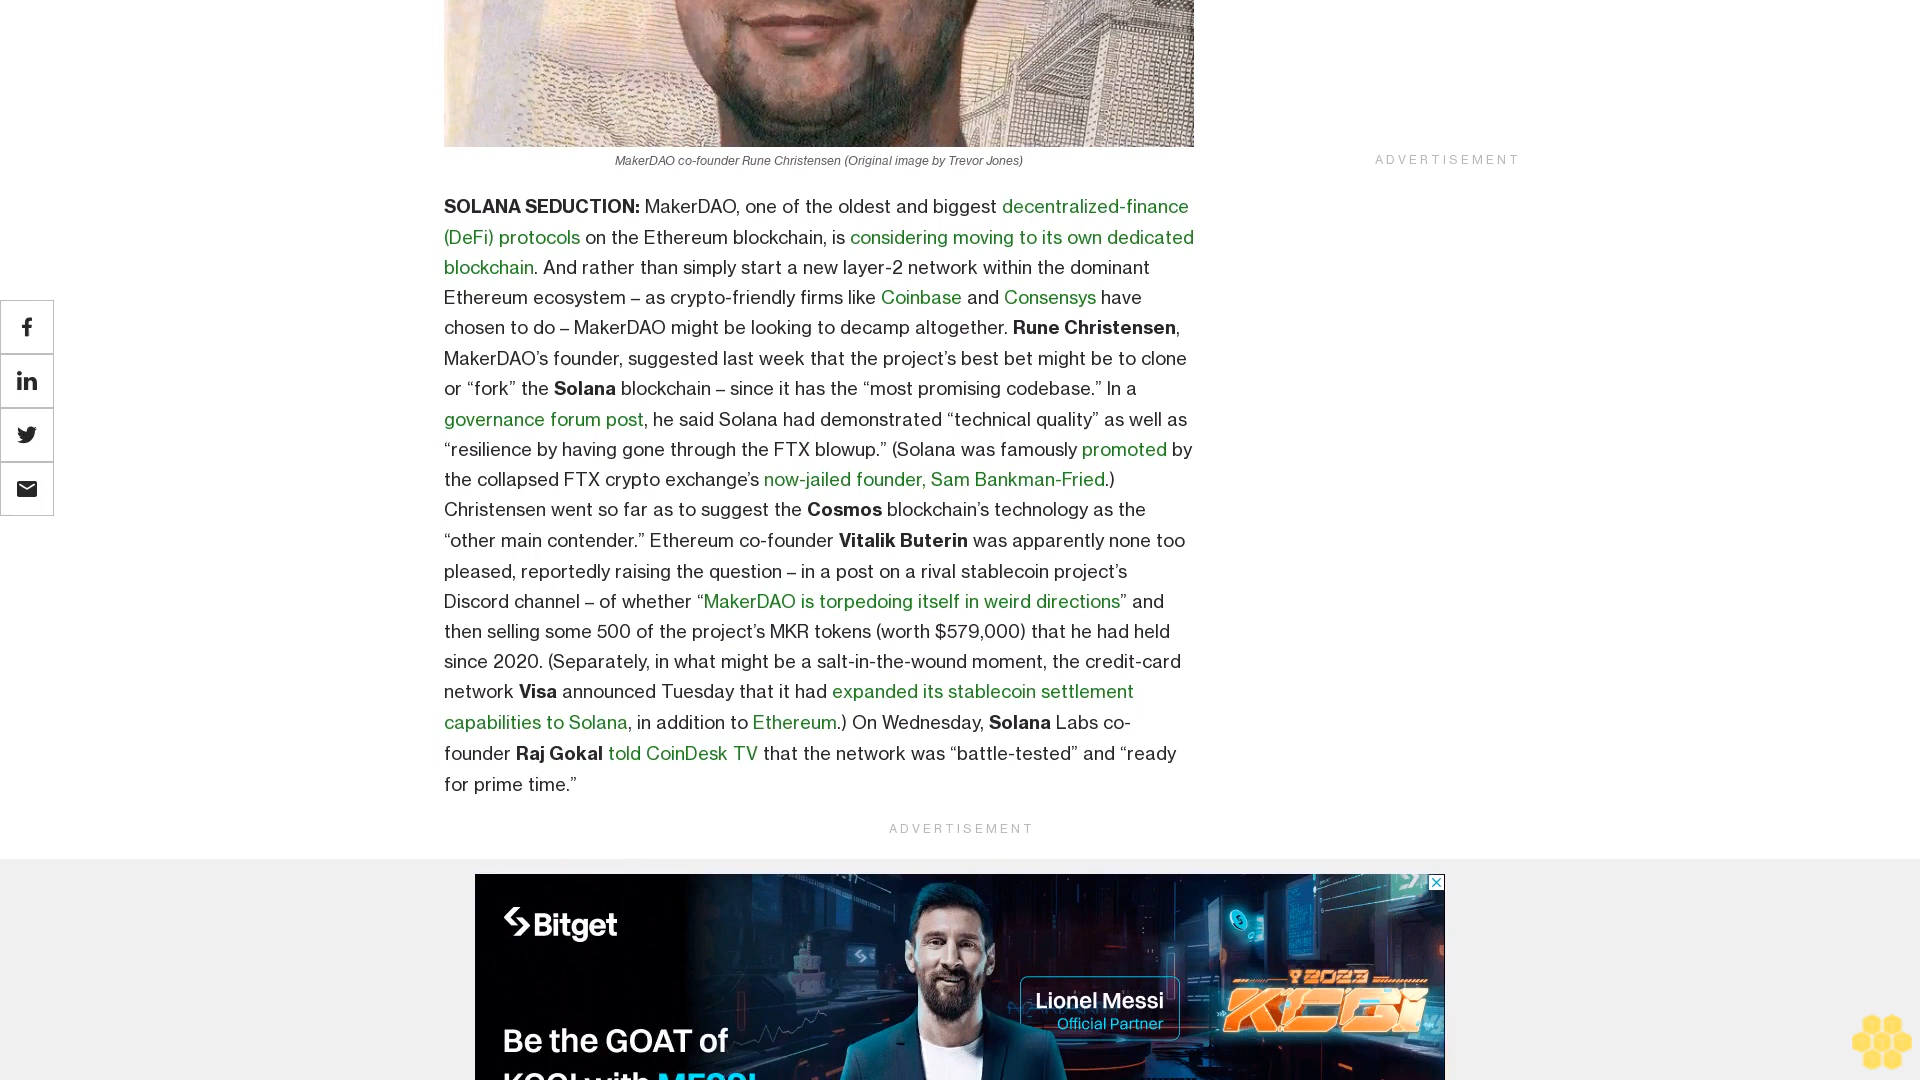 MakerDAO co-founder Rune Christensen (Original image by Trevor Jones)
ADVERTISEMENT
SOLANA SEDUCTION: MakerDAO, one of the oldest and biggest decentralized-finance
(DeFi) protocols on the Ethereum blockchain, is considering moving to its own dedicated
blockchain. And rather than simply start a new layer-2 network within the dominant
Ethereum ecosystem – as crypto-friendly firms like Coinbase and Consensys have
chosen to do – MakerDAO might be looking to decamp altogether. Rune Christensen,
MakerDAO’s founder, suggested last week that the project’s best bet might be to clone
or “fork” the Solana blockchain – since it has the “most promising codebase.” In a
governance forum post, he said Solana had demonstrated “technical quality” as well as
“resilience by having gone through the FTX blowup.” (Solana was famously promoted by
the collapsed FTX crypto exchange’s now-jailed founder, Sam Bankman-Fried.)
Christensen went so far as to suggest the Cosmos blockchain’s technology as the
“other main contender.” Ethereum co-founder Vitalik Buterin was apparently none too
pleased, reportedly raising the question – in a post on a rival stablecoin project’s
Discord channel – of whether “MakerDAO is torpedoing itself in weird directions” and
then selling some 500 of the project’s MKR tokens (worth $579,000) that he had held
since 2020. (Separately, in what might be a salt-in-the-wound moment, the credit-card
network Visa announced Tuesday that it had expanded its stablecoin settlement
capabilities to Solana, in addition to Ethereum.) On Wednesday, Solana Labs co-
founder Raj Gokal told CoinDesk TV that the network was “battle-tested” and “ready
for prime time.”
ADVERTISEMENT
Bitget
Lionel Messi
Official Partner
2023
KCGI
Be the GOAT of
KCGI with MESSI